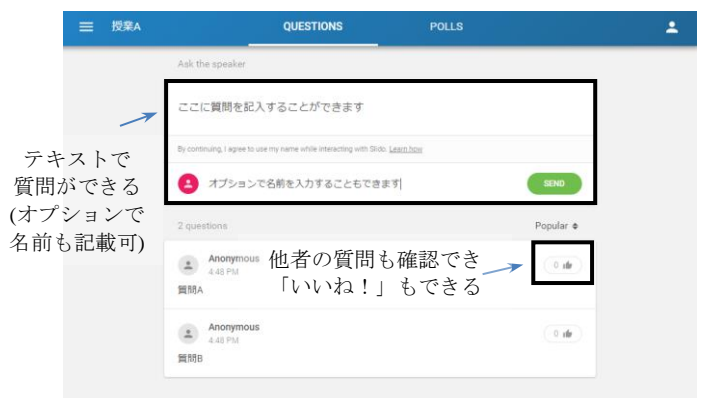 授業A
QUESTIONS
POLLS
Ask the speaker
ここに質問を記入することができます
By continuing, I agree to use my name while interacting with Slido. Learn how
オプションで名前を入力することもできます
SEND
テキストで
質問ができる
(オプションで
名前も記載可)
2 questions
Popular
Anonymous
4:48 PM
質問A
0
他者の質問も確認でき
「いいね！」もできる
Anonymous
4:48 PM
質問B
0